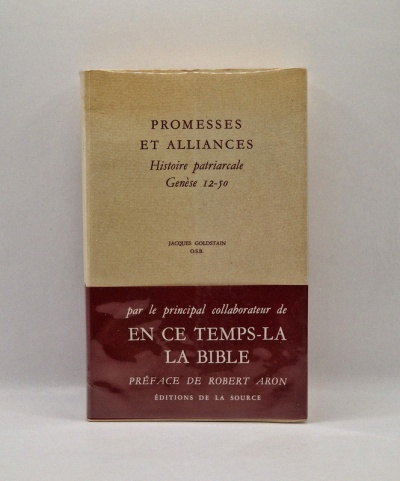 PROMESSES
ET ALLIANCES
Histoire patriarcale
Genèse 12-50
JACQUES GOLDSTAIN
O.S.B.
par le principal collaborateur de
EN CE TEMPS-LA
LA BIBLE
PRÉFACE DE ROBERT ARON
ÉDITIONS DE LA SOURCE